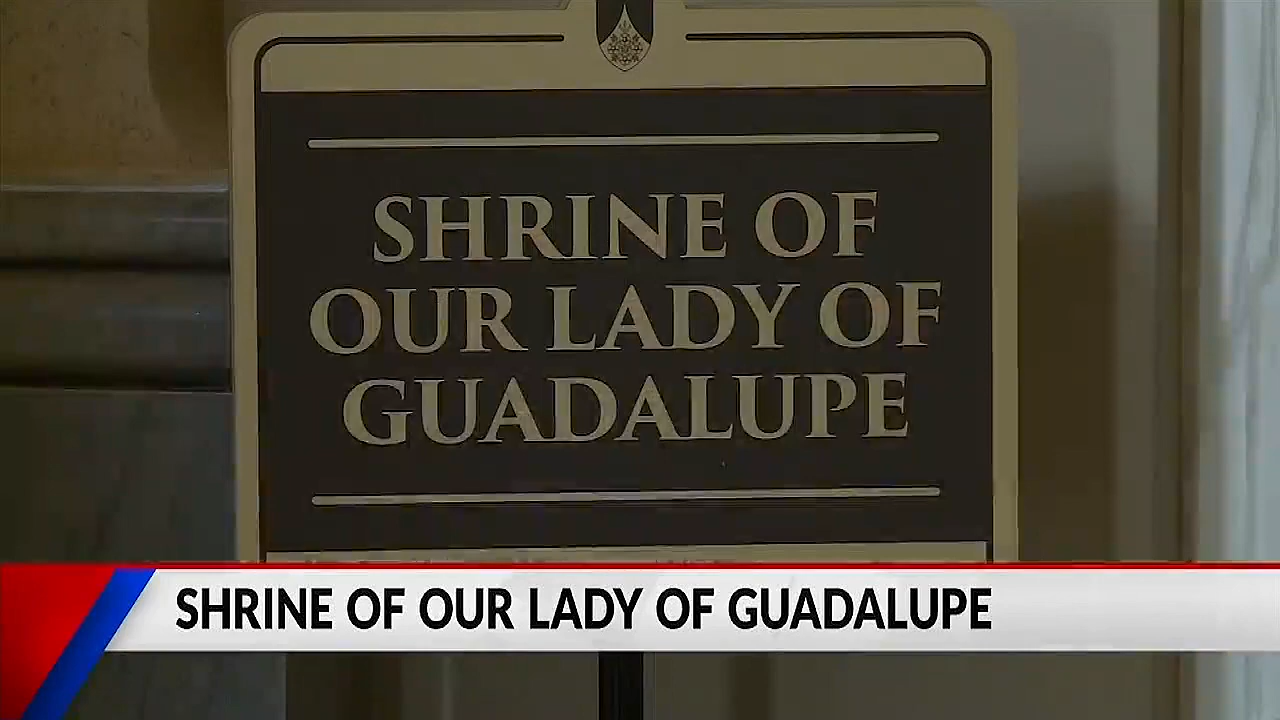 SHRINE OF
OUR LADY OF
GUADALUPE
SHRINE OF OUR LADY OF GUADALUPE